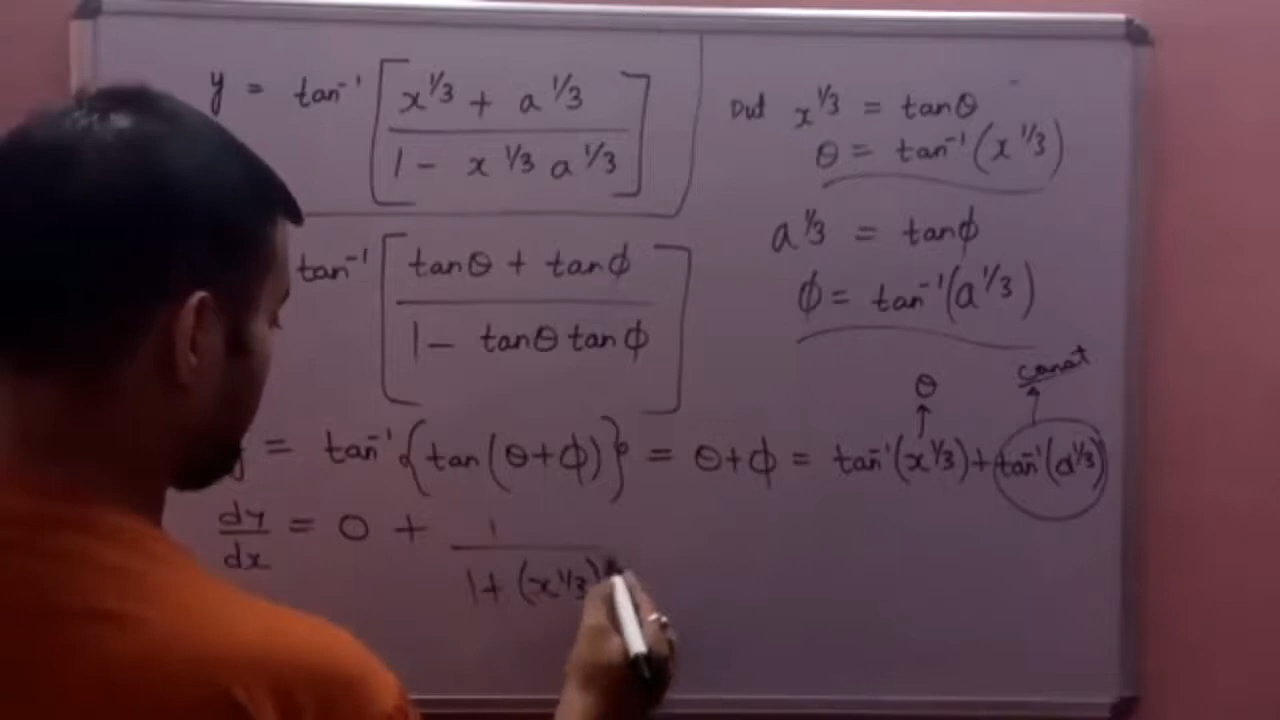 y = tan⁻¹ [ x^1/3 + a^1/3
1 - x^1/3 a^1/3 ]
tan⁻¹ [ tanθ + tanϕ
1 - tanθ tanϕ ]
= tan⁻¹ {tan(θ+ϕ)} = θ+ϕ = tan⁻¹(x^1/3) + tan⁻¹(a^1/3)
dy/dx = 0 + 1
1 + (x^1/3)
Put x^1/3 = tanθ
θ = tan⁻¹(x^1/3)
a^1/3 = tanϕ
ϕ = tan⁻¹(a^1/3)
θ